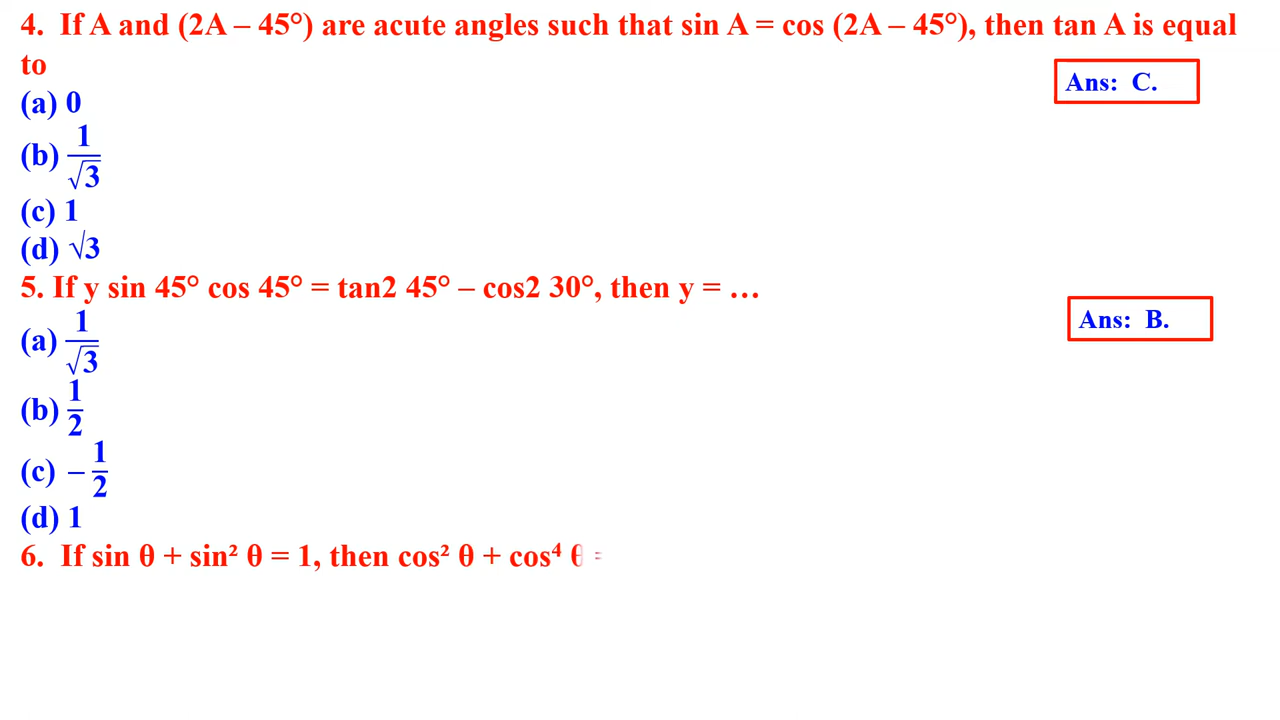 4. If A and (2A – 45°) are acute angles such that sin A = cos (2A – 45°), then tan A is equal
to
Ans: C.
(a) 0
(b) 1/√3
(c) 1
(d) √3
5. If y sin 45° cos 45° = tan2 45° – cos2 30°, then y = …
Ans: B.
(a) 1/√3
(b) 1/2
(c) – 1/2
(d) 1
6. If sin θ + sin² θ = 1, then cos² θ + cos⁴ θ =